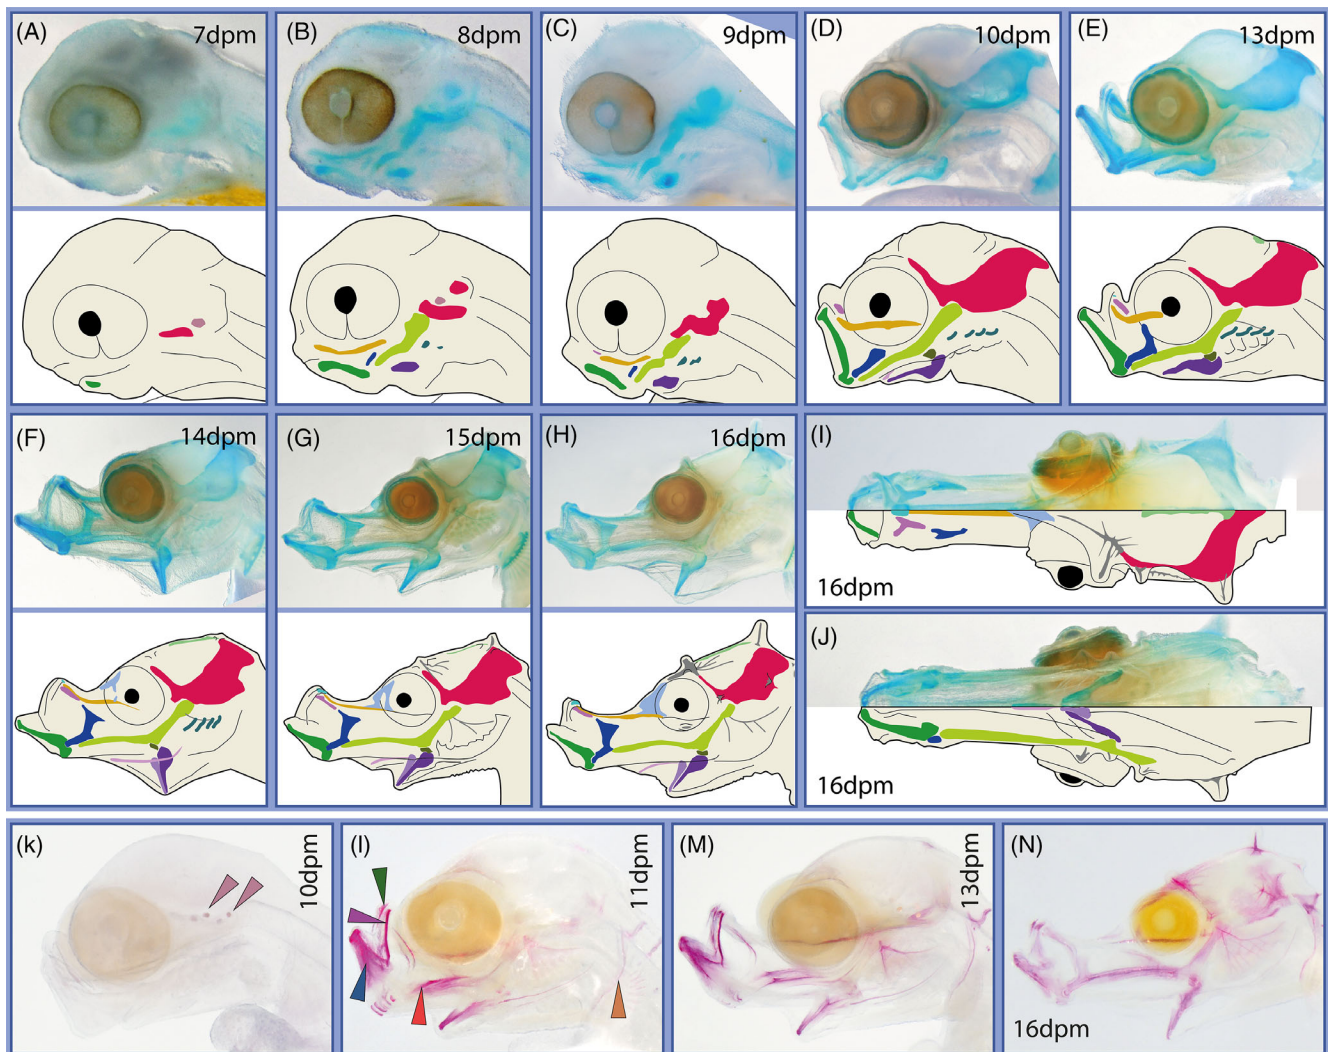 (A) 7dpm
(B) 8dpm
(C) 9dpm
(D) 10dpm
(E) 13dpm
(F) 14dpm
(G) 15dpm
(H) 16dpm
(I)
16dpm
(J)
16dpm
(k) 10dpm
(l) 11dpm
(M) 13dpm
(N)
16dpm